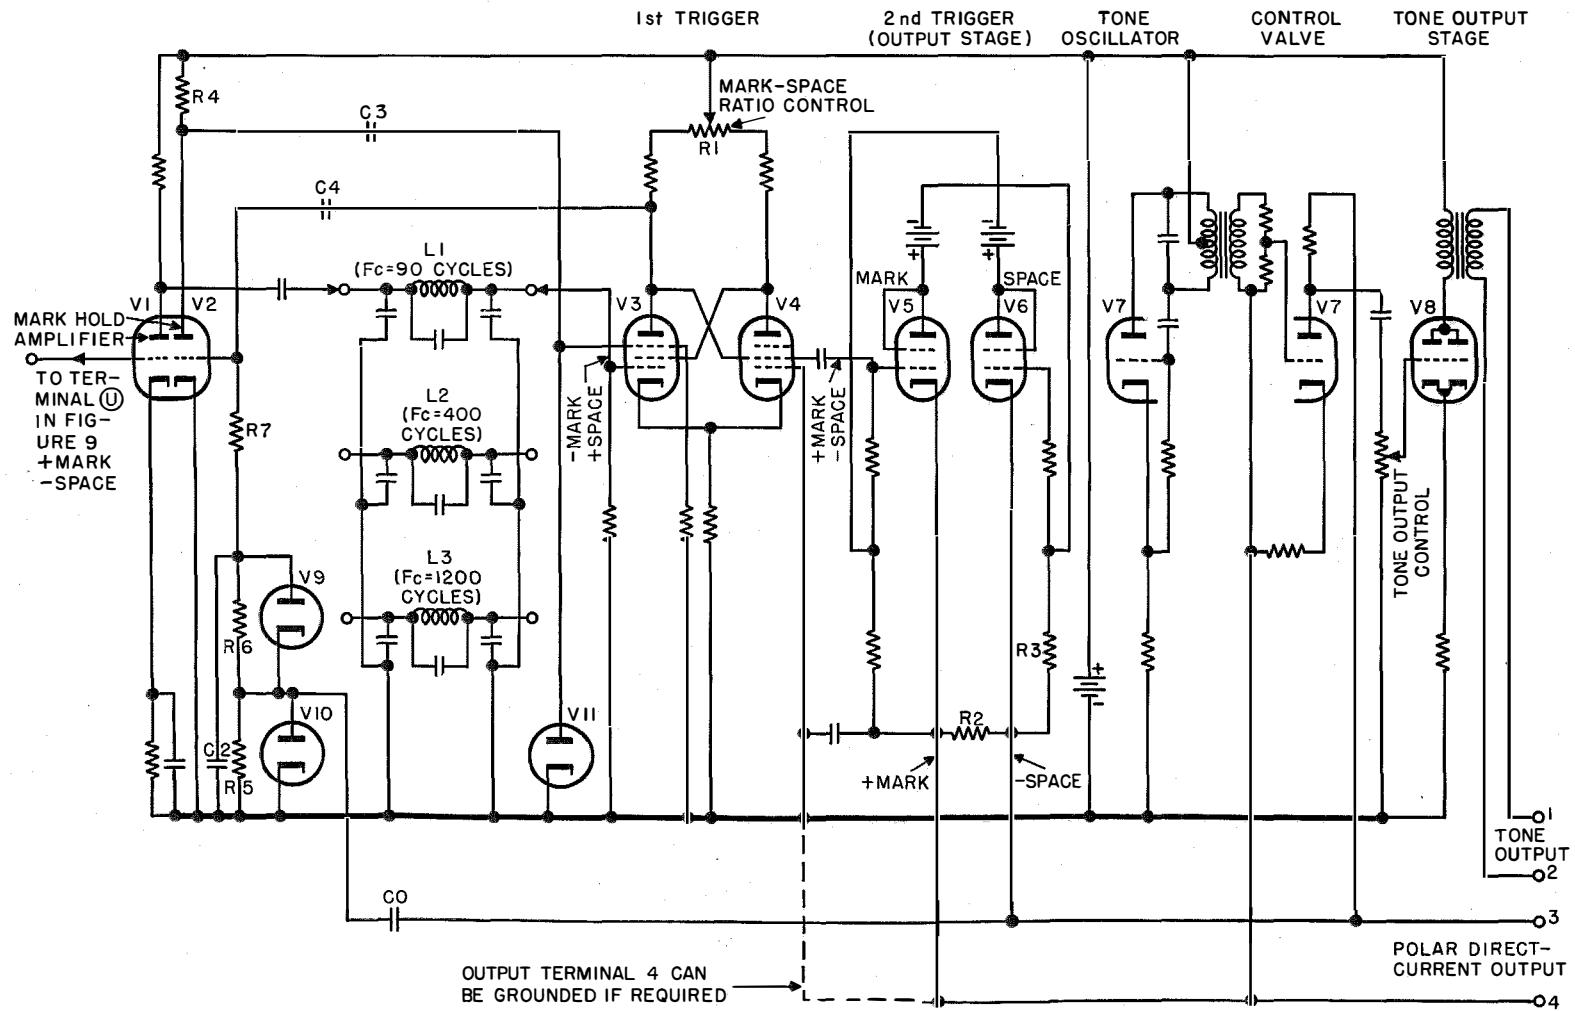 1st TRIGGER
2nd TRIGGER
(OUTPUT STAGE)
TONE
OSCILLATOR
CONTROL
VALVE
TONE OUTPUT
STAGE
R4
C3
MARK-SPACE
RATIO CONTROL
R1
C4
L1
(Fc=90 CYCLES)
MARK
SPACE
V1
V2
V3
V4
V5
V6
V7
V7
V8
MARK HOLD
AMPLIFIER
TO TER-
MINAL U
IN FIG-
URE 9
+MARK
-SPACE
R7
L2
(Fc=400
CYCLES)
-MARK
+SPACE
+MARK
-SPACE
TONE OUTPUT
CONTROL
L3
(Fc=1200
CYCLES)
V9
R6
R3
V10
V11
C2
R5
R2
+MARK
-SPACE
+
-
+
-
+
-
1
TONE
OUTPUT
2
CO
3
POLAR DIRECT-
CURRENT OUTPUT
OUTPUT TERMINAL 4 CAN
BE GROUNDED IF REQUIRED
4